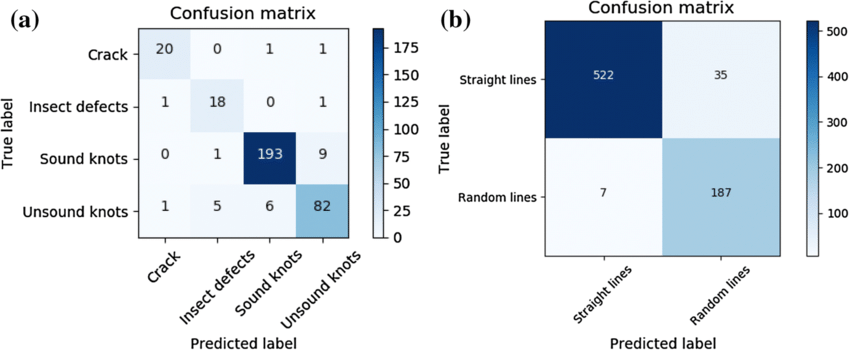 (a)
Confusion matrix
True label
Crack
20 0 1 1
Insect defects
1 18 0 1
Sound knots
0 1 193 9
Unsound knots
1 5 6 82
Crack
Insect defects
Sound knots
Unsound knots
Predicted label
175
150
125
100
75
50
25
0
(b)
Confusion matrix
True label
Straight lines
522 35
Random lines
7 187
Straight lines
Random lines
Predicted label
500
400
300
200
100